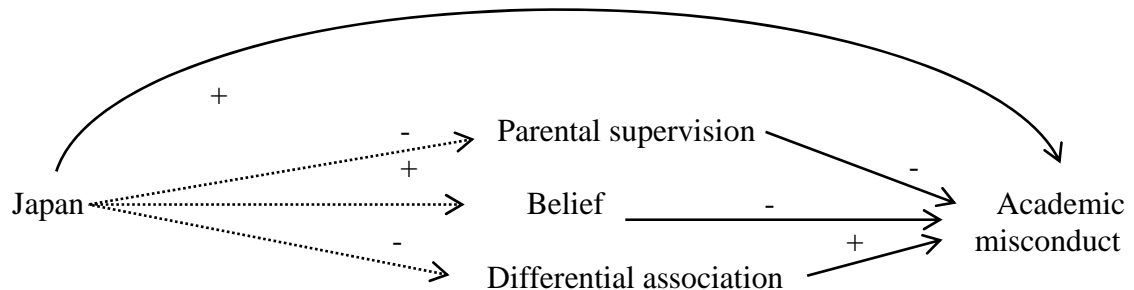 +
- Parental supervision
+ -
Japan Belief - Academic
misconduct
- +
Differential association